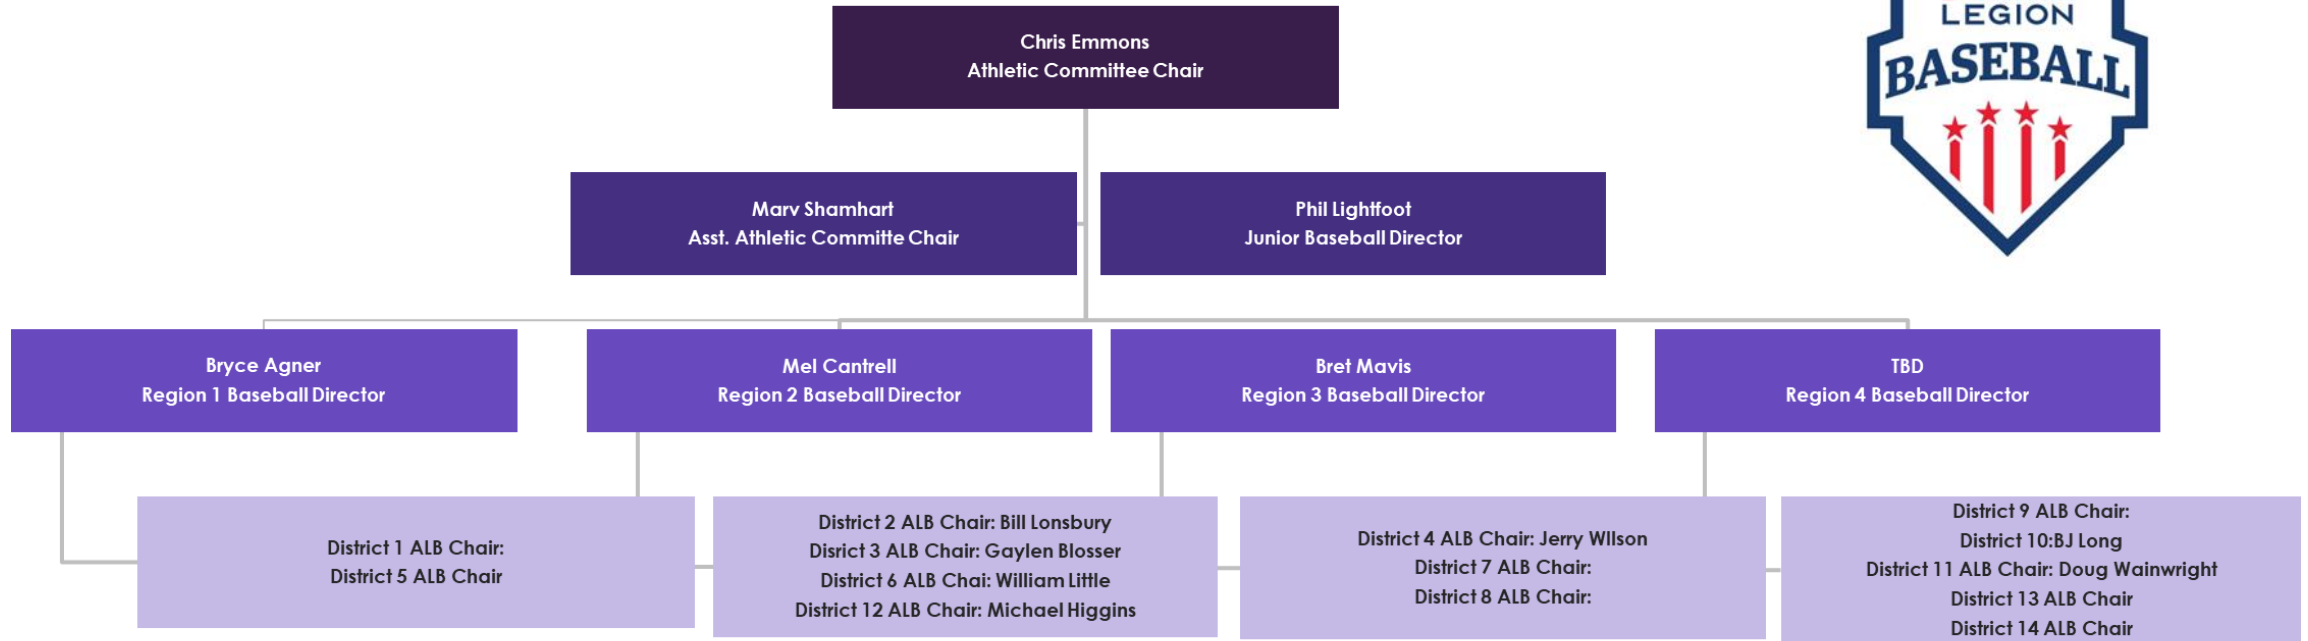 Chris Emmons
Athletic Committee Chair
LEGION
BASEBALL
Marv Shamhart
Asst. Athletic Committe Chair
Phil Lightfoot
Junior Baseball Director
Bryce Agner
Region 1 Baseball Director
Mel Cantrell
Region 2 Baseball Director
Bret Mavis
Region 3 Baseball Director
TBD
Region 4 Baseball Director
District 1 ALB Chair:
District 5 ALB Chair
District 2 ALB Chair: Bill Lonsbury
Disrict 3 ALB Chair: Gaylen Blosser
District 6 ALB Chai: William Little
District 12 ALB Chair: Michael Higgins
District 4 ALB Chair: Jerry WIlson
District 7 ALB Chair:
District 8 ALB Chair:
District 9 ALB Chair:
District 10:BJ Long
District 11 ALB Chair: Doug Wainwright
District 13 ALB Chair
District 14 ALB Chair